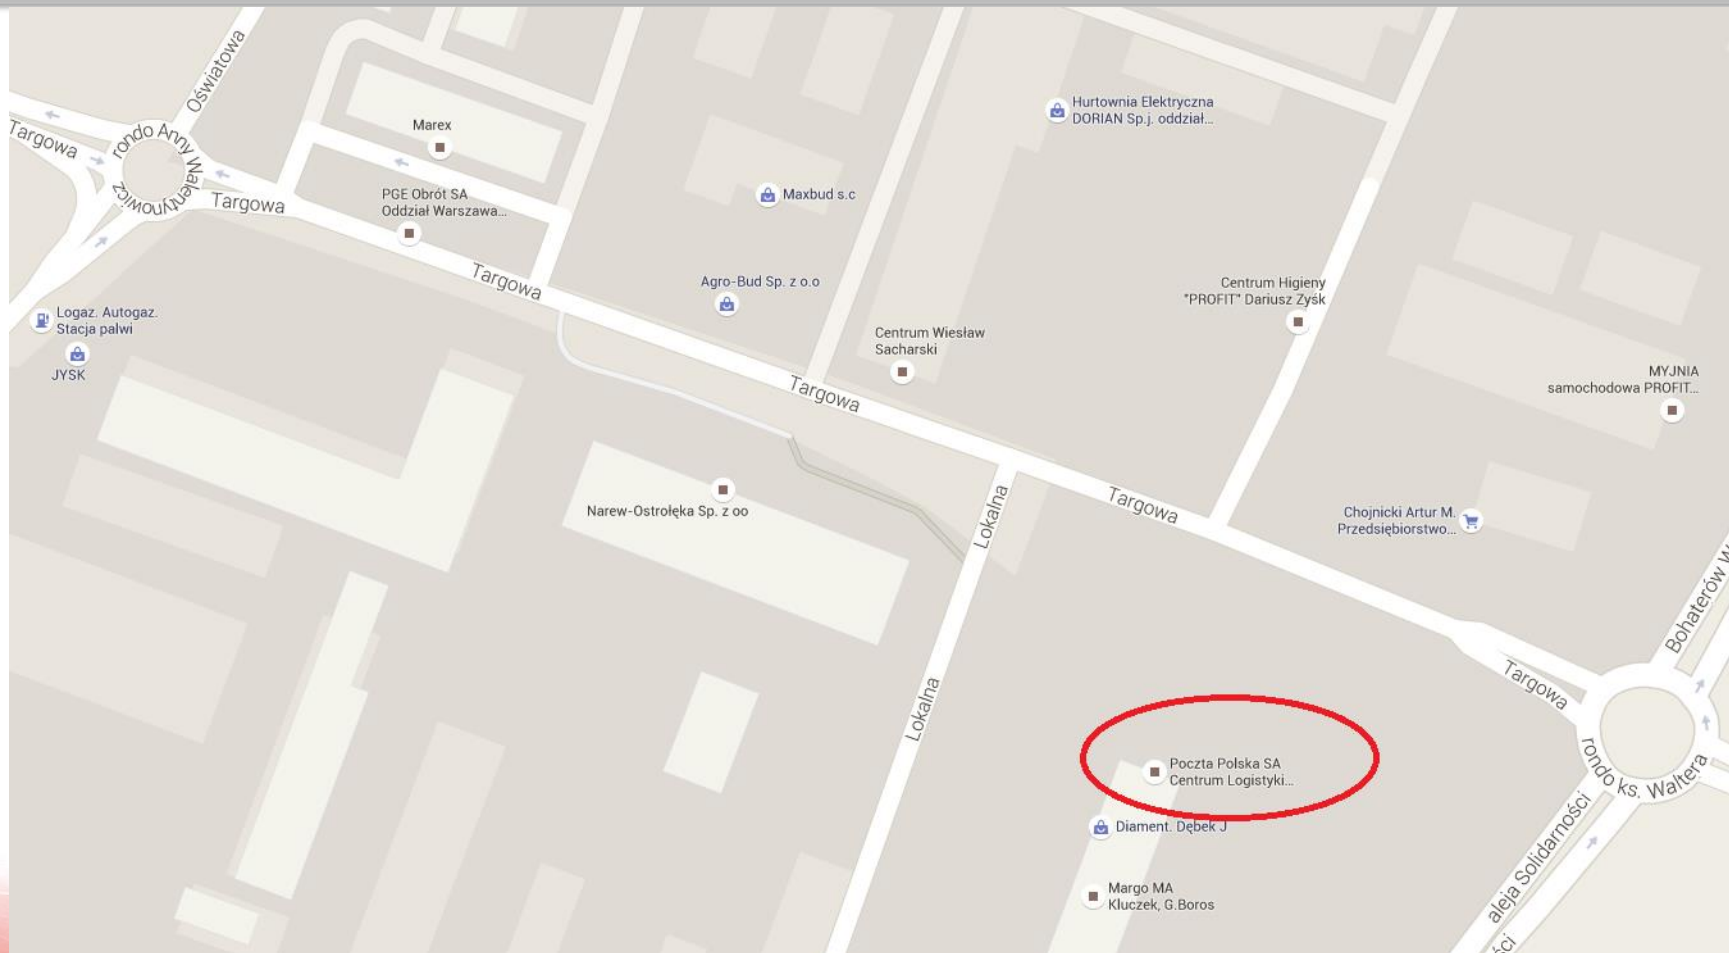 Oświatowa
Targowa
rondo Anny Walentynowicz
Marex
Targowa
PGE Obrót SA
Oddział Warszawa...
Maxbud s.c
Hurtownia Elektryczna
DORIAN Sp.j. oddział...
Targowa
Agro-Bud Sp. z o.o
Centrum Higieny
"PROFIT" Dariusz Zyśk
Logaz. Autogaz.
Stacja palwi
JYSK
Centrum Wiesław
Sacharski
Targowa
MYJNIA
samochodowa PROFIT...
Narew-Ostrołęka Sp. z oo
Lokalna
Targowa
Chojnicki Artur M.
Przedsiębiorstwo...
Bohaterów W
Lokalna
Targowa
Poczta Polska SA
Centrum Logistyki...
rondo ks. Waltera
Diament. Dębek J
aleja Solidarności
Margo MA
Kluczek, G.Boros
ści